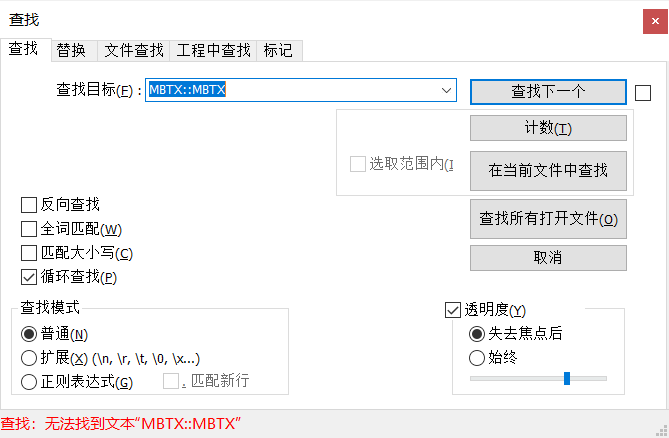 查找
查找 替换 文件查找 工程中查找 标记
查找目标(F) : MBTX::MBTX 查找下一个
计数(T)
选取范围内(I 在当前文件中查找
反向查找
查找所有打开文件(O)
全词匹配(W)
匹配大小写(C) 取消
循环查找(P)
查找模式 透明度(Y)
普通(N) 失去焦点后
扩展(X) (\n, \r, \t, \0, \x...) 始终
正则表达式(G) . 匹配新行
查找：无法找到文本“MBTX::MBTX”